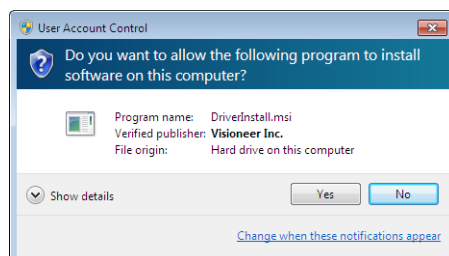 User Account Control
Do you want to allow the following program to install
software on this computer?
Program name: DriverInstall.msi
Verified publisher: Visioneer Inc.
File origin: Hard drive on this computer
Show details
Yes No
Change when these notifications appear